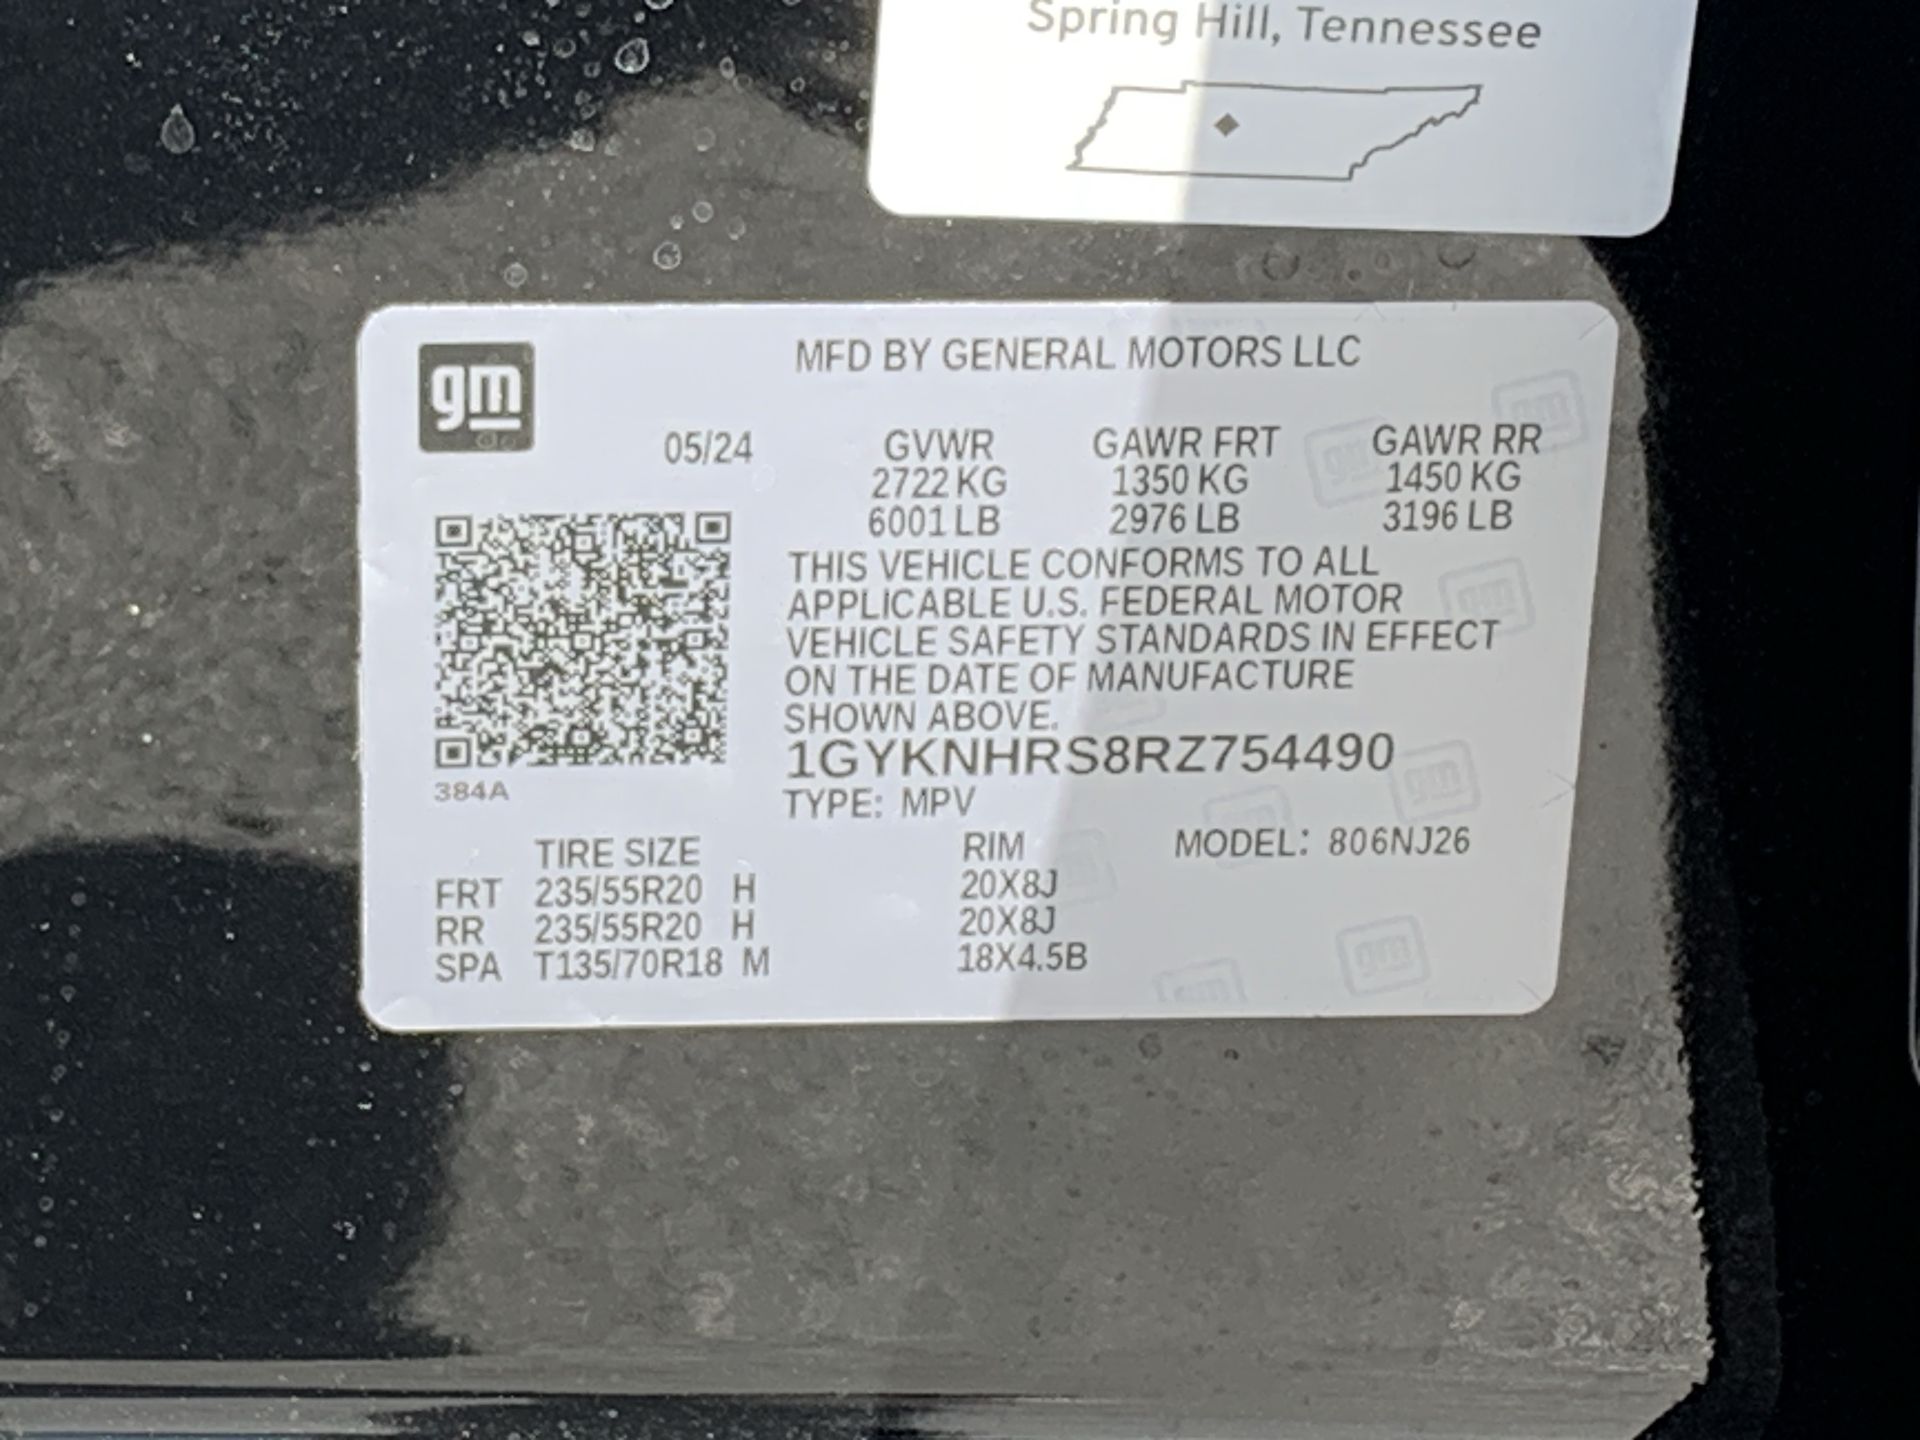 Spring Hill, Tennessee
gm
MFD BY GENERAL MOTORS LLC
05/24 GVWR GAWR FRT GAWR RR
2722 KG 1350 KG 1450 KG
6001 LB 2976 LB 3196 LB
THIS VEHICLE CONFORMS TO ALL
APPLICABLE U.S. FEDERAL MOTOR
VEHICLE SAFETY STANDARDS IN EFFECT
ON THE DATE OF MANUFACTURE
SHOWN ABOVE.
1GYKNHRS8RZ754490
384A
TYPE: MPV
TIRE SIZE RIM MODEL: 806NJ26
FRT 235/55R20 H 20X8J
RR 235/55R20 H 20X8J
SPA T135/70R18 M 18X4.5B